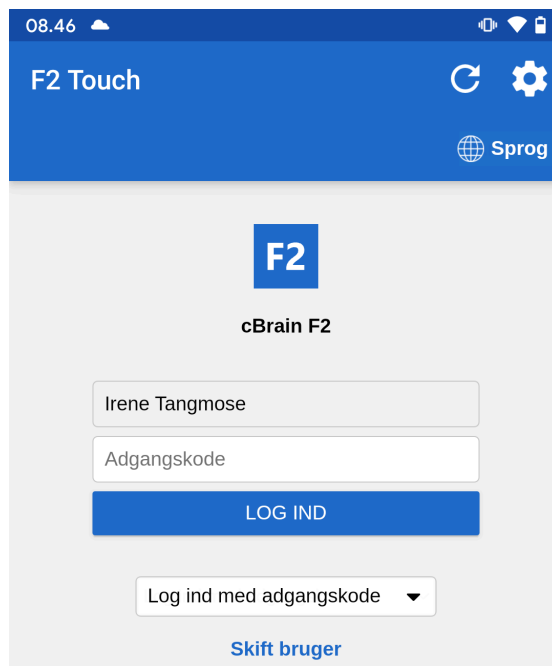 08.46
F2 Touch
Sprog
F2
cBrain F2
Irene Tangmose
Adgangskode
LOG IND
Log ind med adgangskode
Skift bruger